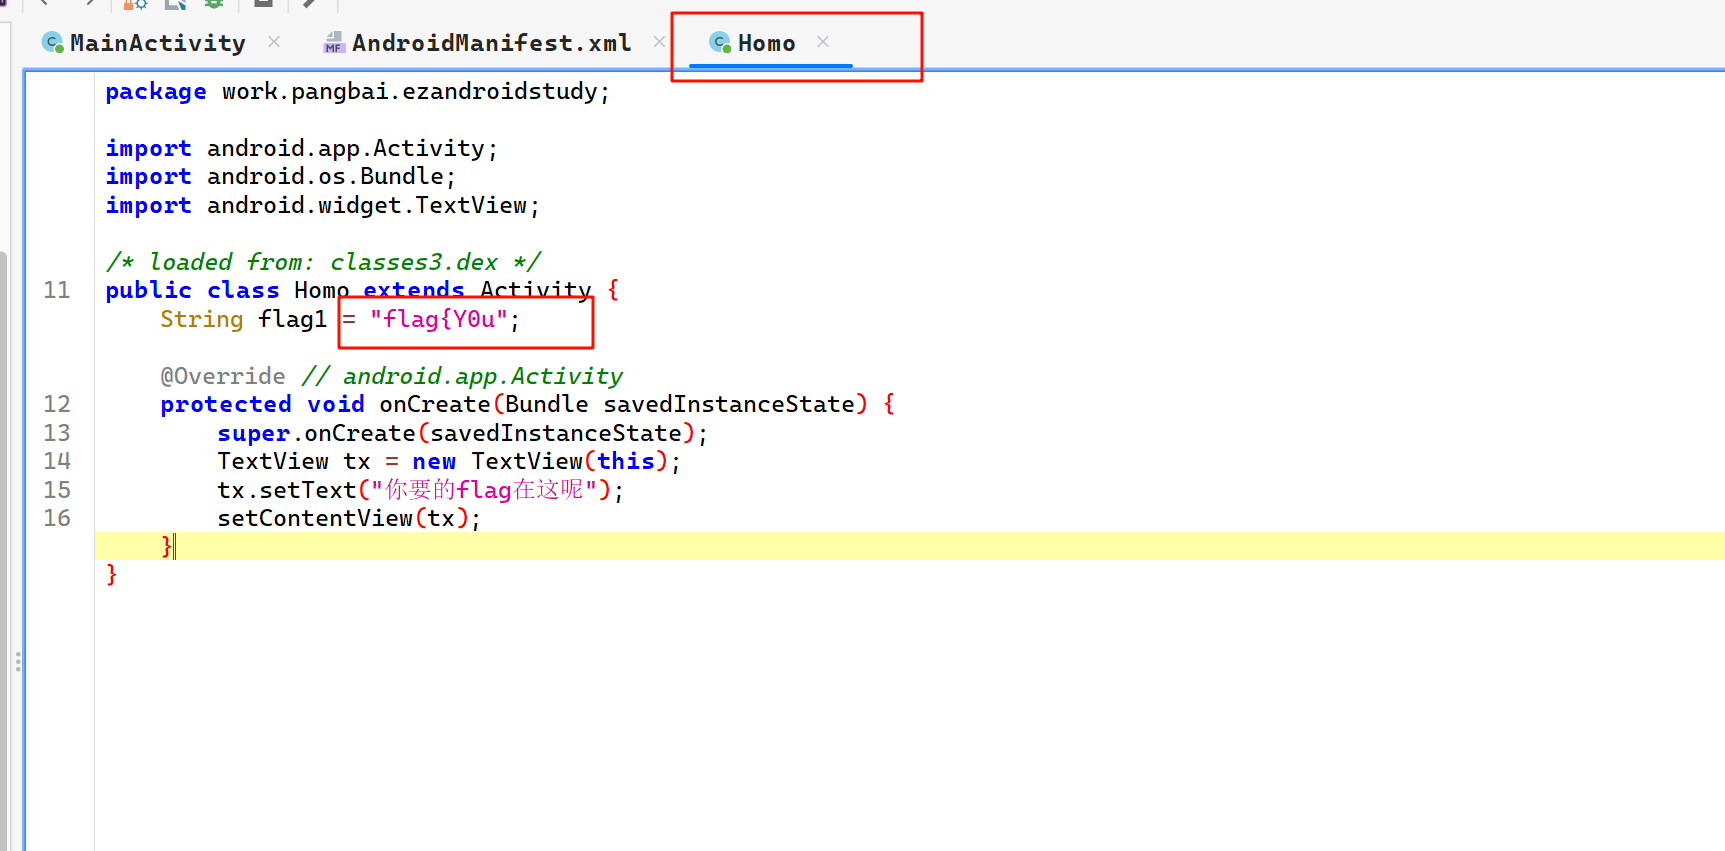 MainActivity × MF AndroidManifest.xml × Homo ×
package work.pangbai.ezandroidstudy;
import android.app.Activity;
import android.os.Bundle;
import android.widget.TextView;
/* loaded from: classes3.dex */
11 public class Homo extends Activity {
String flag1 = "flag{Y0u";
@Override // android.app.Activity
12 protected void onCreate(Bundle savedInstanceState) {
13 super.onCreate(savedInstanceState);
14 TextView tx = new TextView(this);
15 tx.setText("你要的flag在这呢");
16 setContentView(tx);
}
}